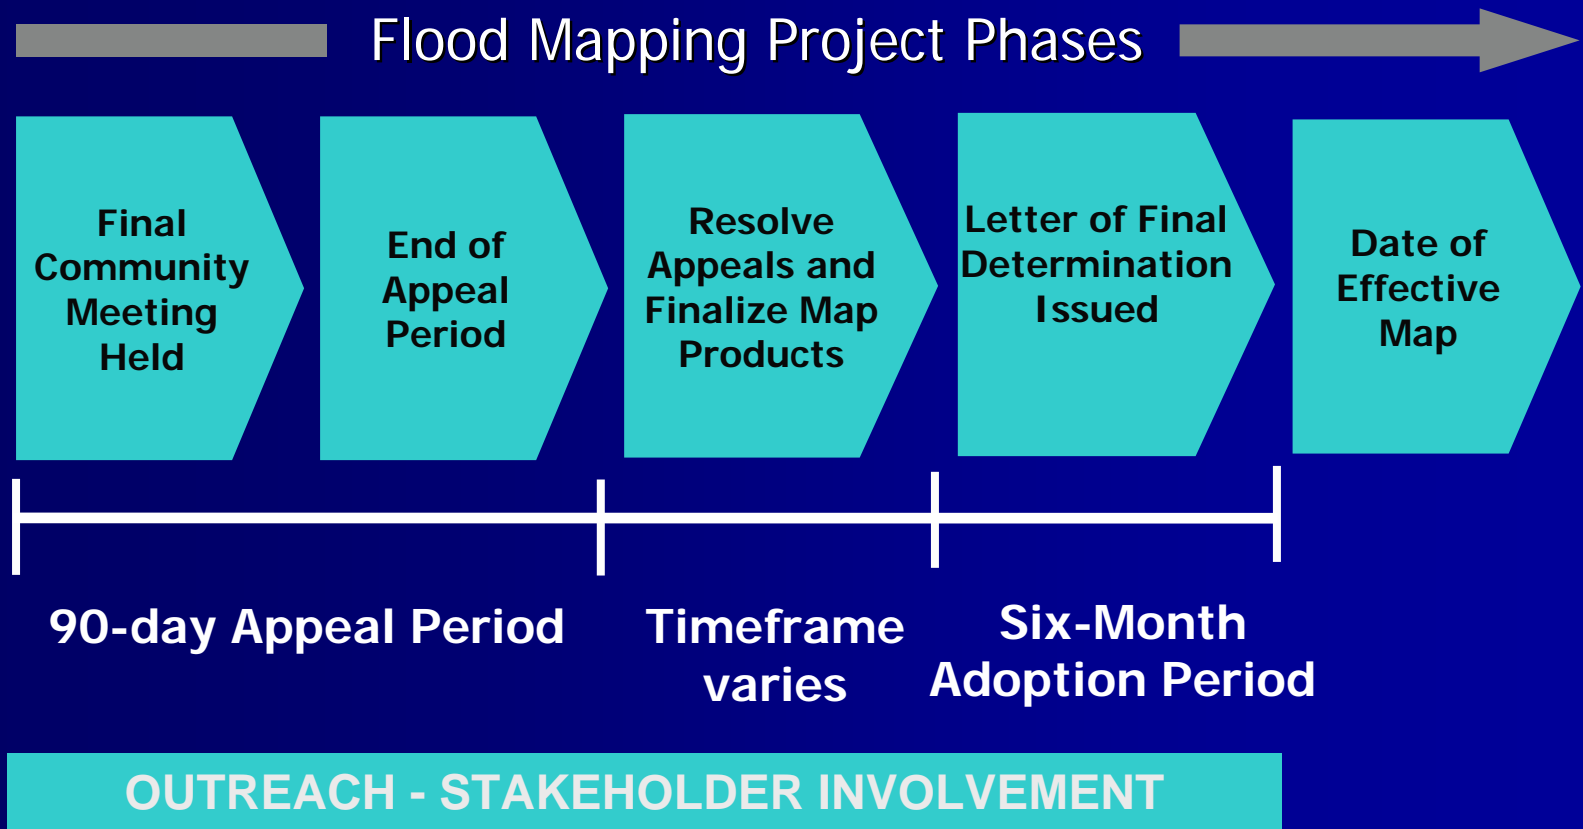 Flood Mapping Project Phases
Final
Community
Meeting
Held
End of
Appeal
Period
Resolve
Appeals and
Finalize Map
Products
Letter of Final
Determination
Issued
Date of
Effective
Map
90-day Appeal Period
Timeframe
varies
Six-Month
Adoption Period
OUTREACH - STAKEHOLDER INVOLVEMENT